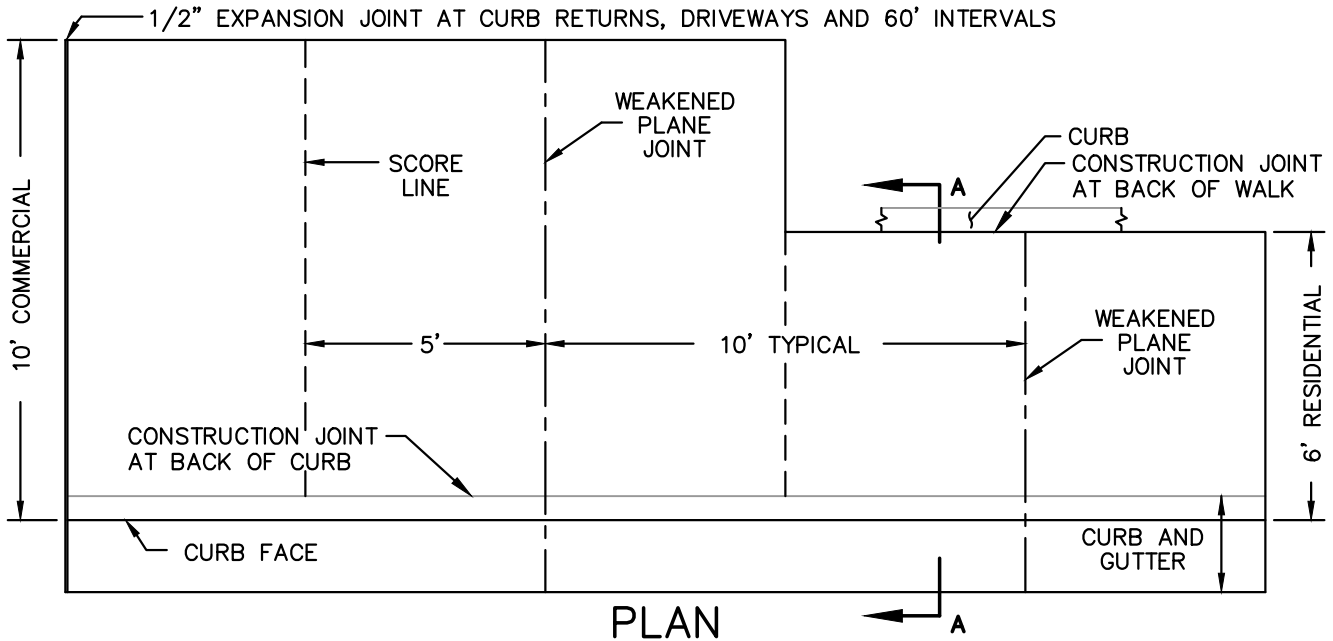 1/2" EXPANSION JOINT AT CURB RETURNS, DRIVEWAYS AND 60' INTERVALS
10' COMMERCIAL
SCORE
LINE
WEAKENED
PLANE
JOINT
CURB
CONSTRUCTION JOINT
AT BACK OF WALK
A
5'
10' TYPICAL
WEAKENED
PLANE
JOINT
6' RESIDENTIAL
CONSTRUCTION JOINT
AT BACK OF CURB
CURB FACE
CURB AND
GUTTER
A
PLAN